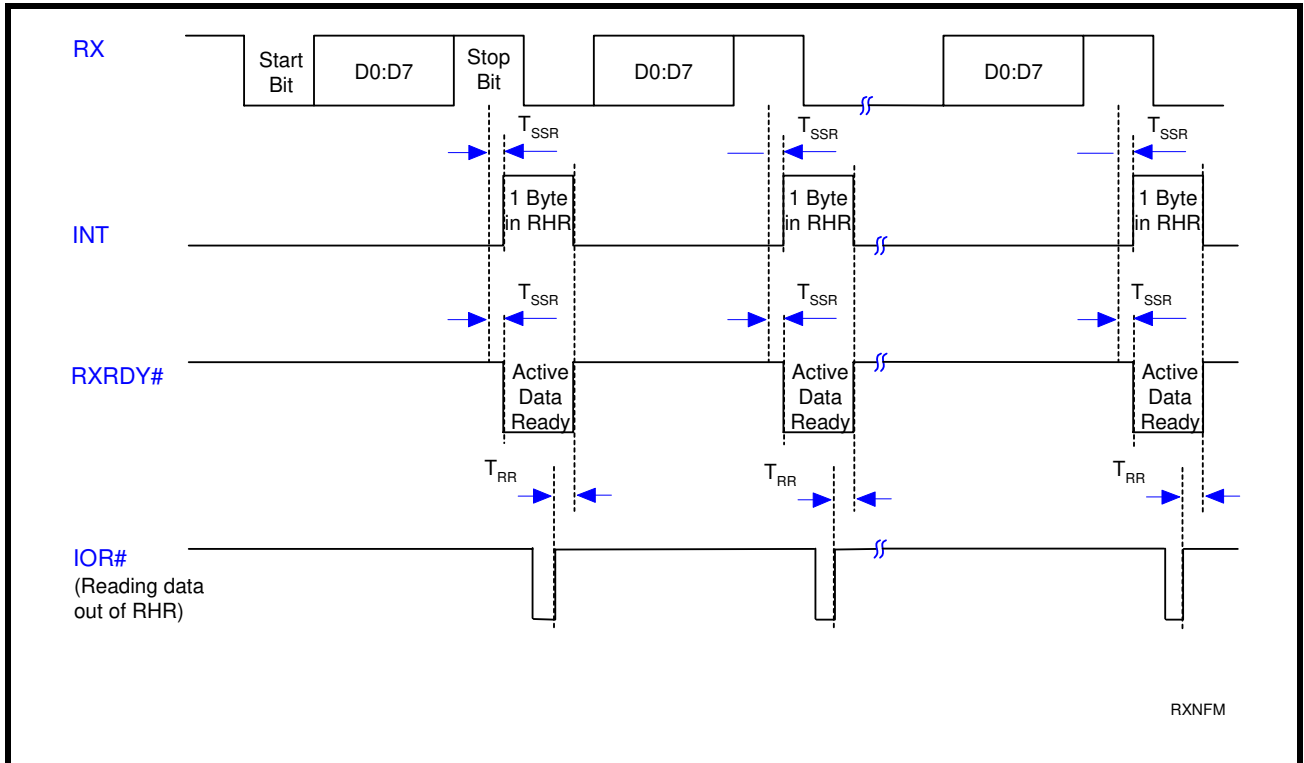 RX
Start
Bit
D0:D7
Stop
Bit
D0:D7
D0:D7
TSSR
TSSR
TSSR
INT
1 Byte
in RHR
1 Byte
in RHR
1 Byte
in RHR
TSSR
TSSR
TSSR
RXRDY#
Active
Data
Ready
Active
Data
Ready
Active
Data
Ready
TRR
TRR
TRR
IOR#
(Reading data
out of RHR)
RXNFM